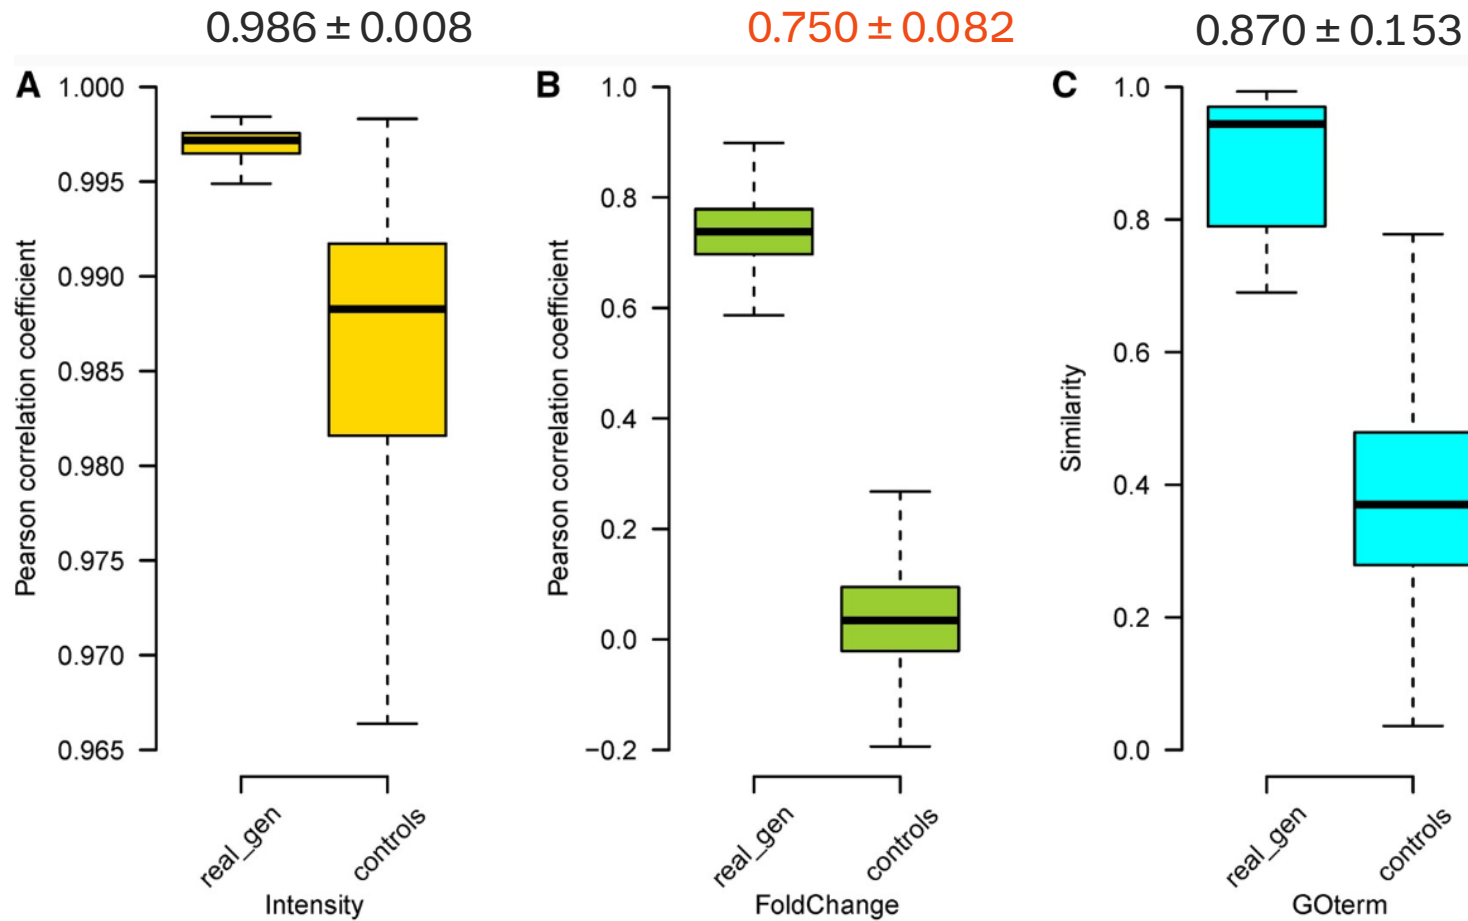 0.986 ± 0.008
0.750 ± 0.082
0.870 ± 0.153
A
Pearson correlation coefficient
1.000
0.995
0.990
0.985
0.980
0.975
0.970
0.965
real_gen
controls
Intensity
B
Pearson correlation coefficient
1.0
0.8
0.6
0.4
0.2
0.0
−0.2
real_gen
controls
FoldChange
C
Similarity
1.0
0.8
0.6
0.4
0.2
0.0
real_gen
controls
GOterm